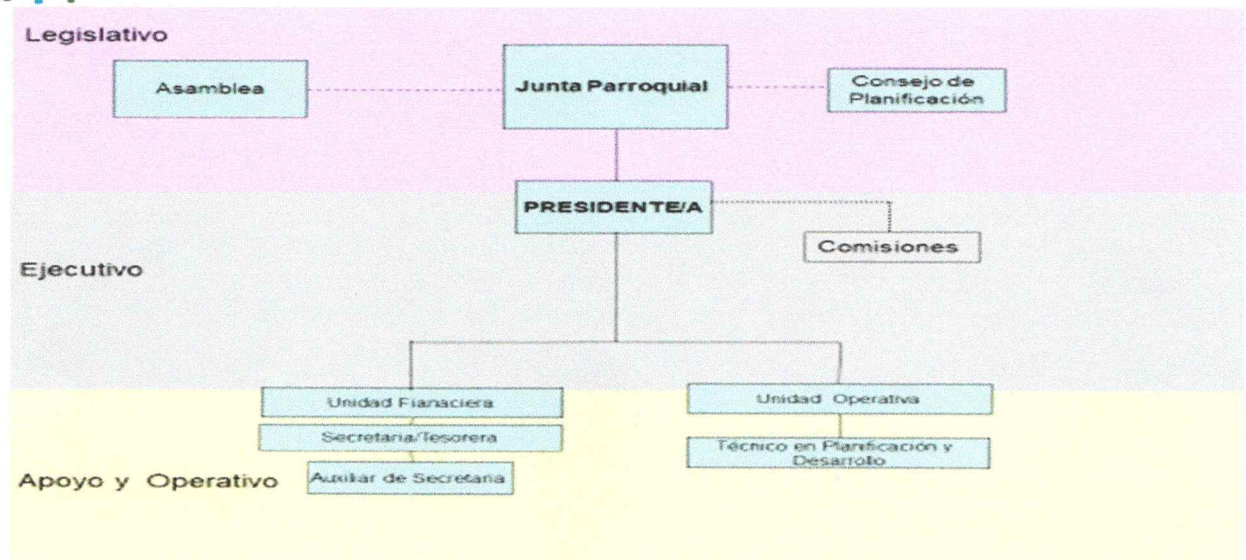 Legislativo
Asamblea
Junta Parroquial
Consejo de
Planificación
PRESIDENTE/A
Comisiones
Ejecutivo
Unidad Fianaciera
Unidad Operativa
Secretaria/Tesorera
Técnico en Planificación y
Desarrollo
Apoyo y Operativo
Auxiliar de Secretaria